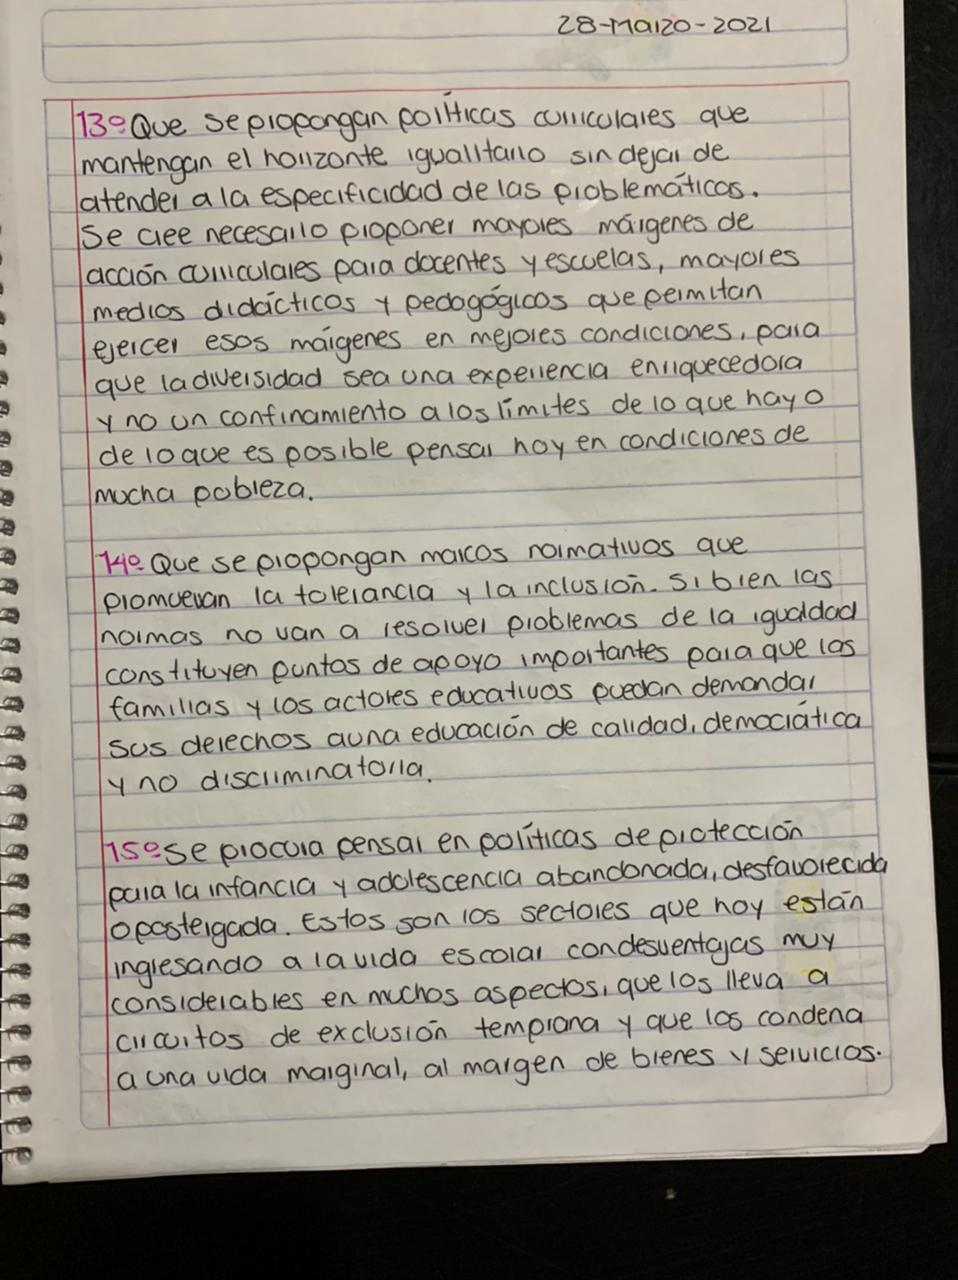 28-Marzo-2021
13º Que se propongan políticas curriculares que
mantengan el horizonte igualitario sin dejar de
atender a la especificidad de las problemáticas.
Se cree necesario proponer mayores márgenes de
acción curriculares para docentes y escuelas, mayores
medios didácticos y pedagógicos que permitan
ejercer esos márgenes en mejores condiciones, para
que la diversidad sea una experiencia enriquecedora
y no un confinamiento a los límites de lo que hay o
de lo que es posible pensar hoy en condiciones de
mucha pobreza.
14º Que se propongan marcos normativos que
promuevan la tolerancia y la inclusión. Si bien las
normas no van a resolver problemas de la igualdad
constituyen puntos de apoyo importantes para que las
familias y los actores educativos puedan demandar
sus derechos a una educación de calidad, democrática
y no discriminatoria.
15º Se procura pensar en políticas de protección
para la infancia y adolescencia abandonada, desfavorecida
o postergada. Estos son los sectores que hoy están
ingresando a la vida escolar con desventajas muy
considerables en muchos aspectos, que los lleva a
circuitos de exclusión temprana y que los condena
a una vida marginal, al margen de bienes y servicios.